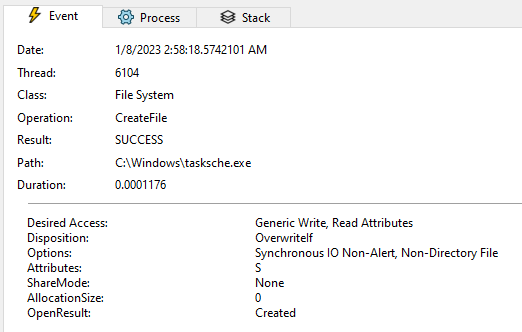 Event Process Stack
Date: 1/8/2023 2:58:18.5742101 AM
Thread: 6104
Class: File System
Operation: CreateFile
Result: SUCCESS
Path: C:\Windows\tasksche.exe
Duration: 0.0001176
Desired Access: Generic Write, Read Attributes
Disposition: OverwriteIf
Options: Synchronous IO Non-Alert, Non-Directory File
Attributes: S
ShareMode: None
AllocationSize: 0
OpenResult: Created